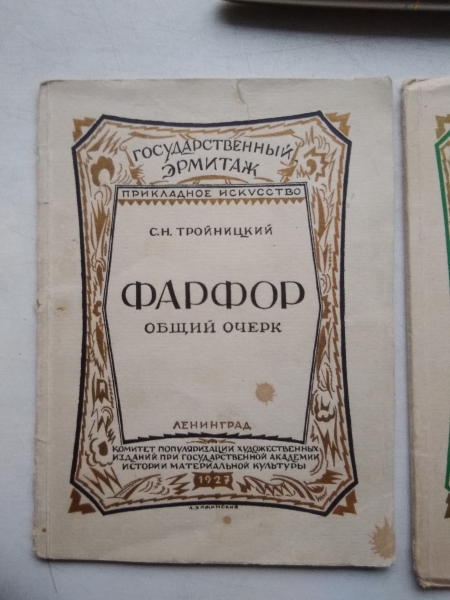 ГОСУДАРСТВЕННЫЙ
ЭРМИТАЖ
ПРИКЛАДНОЕ ИСКУССТВО
С.Н. ТРОЙНИЦКИЙ
ФАРФОР
ОБЩИЙ ОЧЕРК
ЛЕНИНГРАД
КОМИТЕТ ПОПУЛЯРИЗАЦИИ ХУДОЖЕСТВЕННЫХ
ИЗДАНИЙ ПРИ ГОСУДАРСТВЕННОЙ АКАДЕМИИ
ИСТОРИИ МАТЕРИАЛЬНОЙ КУЛЬТУРЫ
1927